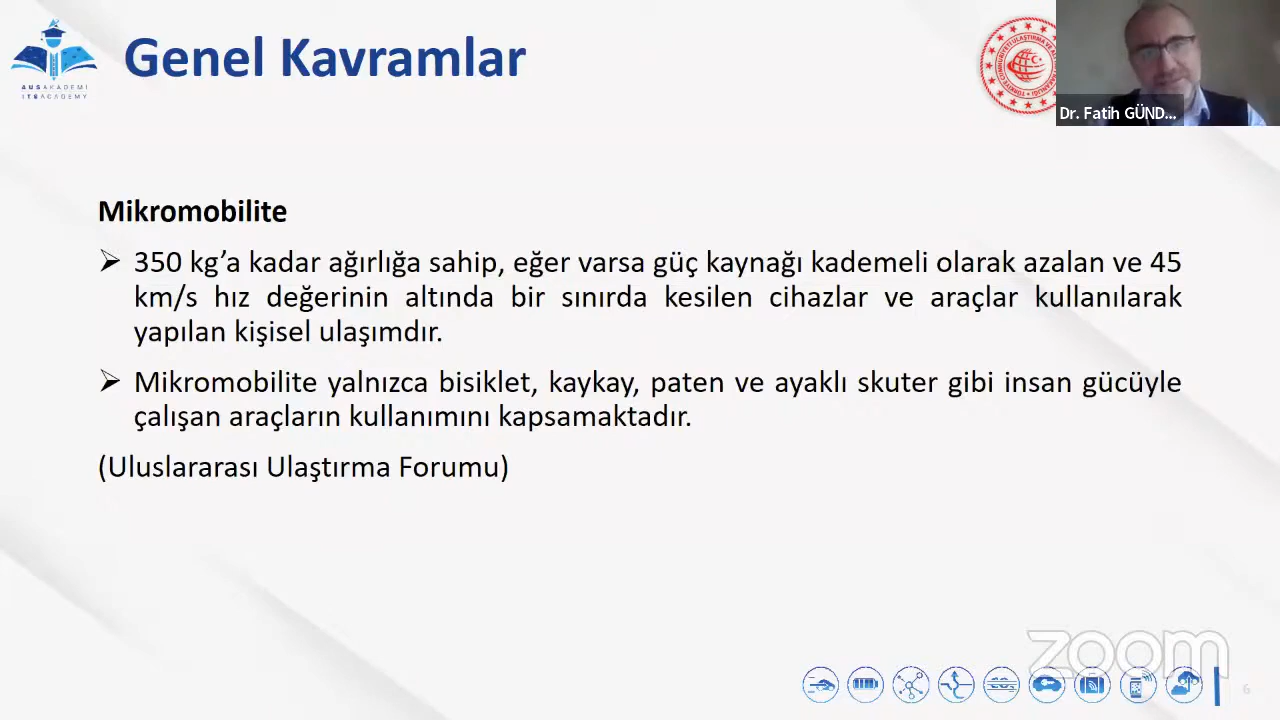 Genel Kavramlar
AUSAKADEMİ
ITSACADEMY
Dr. Fatih GÜND...
Mikromobilite
350 kg’a kadar ağırlığa sahip, eğer varsa güç kaynağı kademeli olarak azalan ve 45
km/s hız değerinin altında bir sınırda kesilen cihazlar ve araçlar kullanılarak
yapılan kişisel ulaşımdır.
Mikromobilite yalnızca bisiklet, kaykay, paten ve ayaklı skuter gibi insan gücüyle
çalışan araçların kullanımını kapsamaktadır.
(Uluslararası Ulaştırma Forumu)
zoom
6